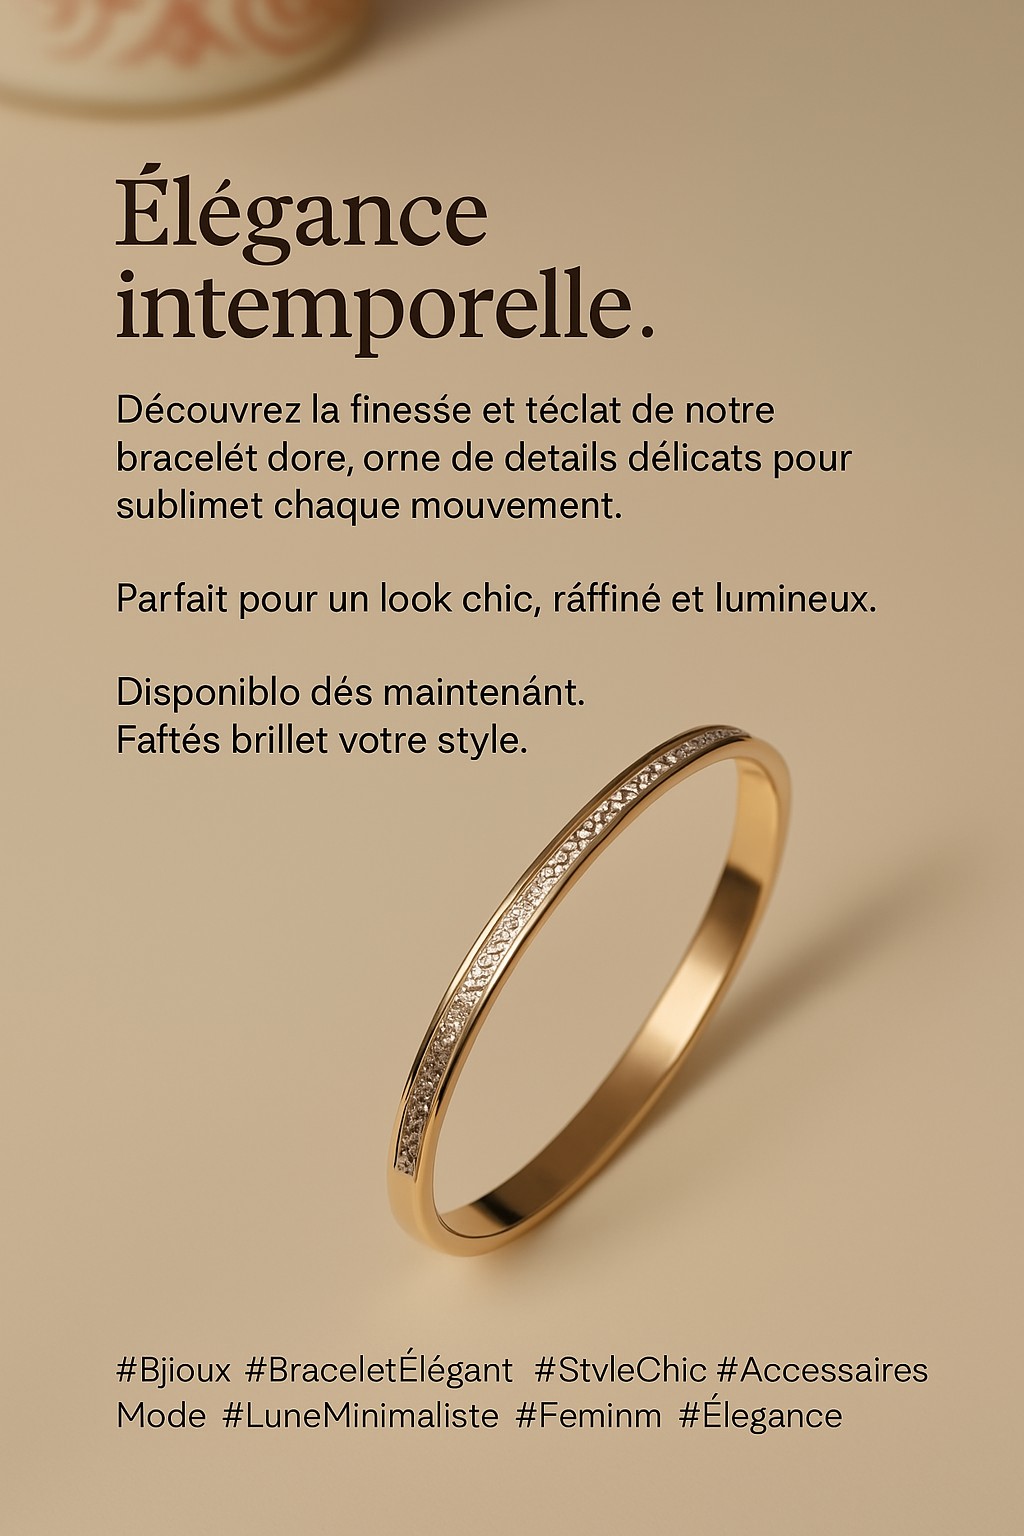 Élégance
intemporelle.
Découvrez la finesśe et téclat de notre
bracelét dore, orne de details délicats pour
sublimet chaque mouvement.
Parfait pour un look chic, ráffiné et lumineux.
Disponiblo dés maintenánt.
Faftés brillet votre style.
#Bjioux #BraceletÉlégant #StvleChic #Accessaires
Mode #LuneMinimaliste #Feminm #Élegance